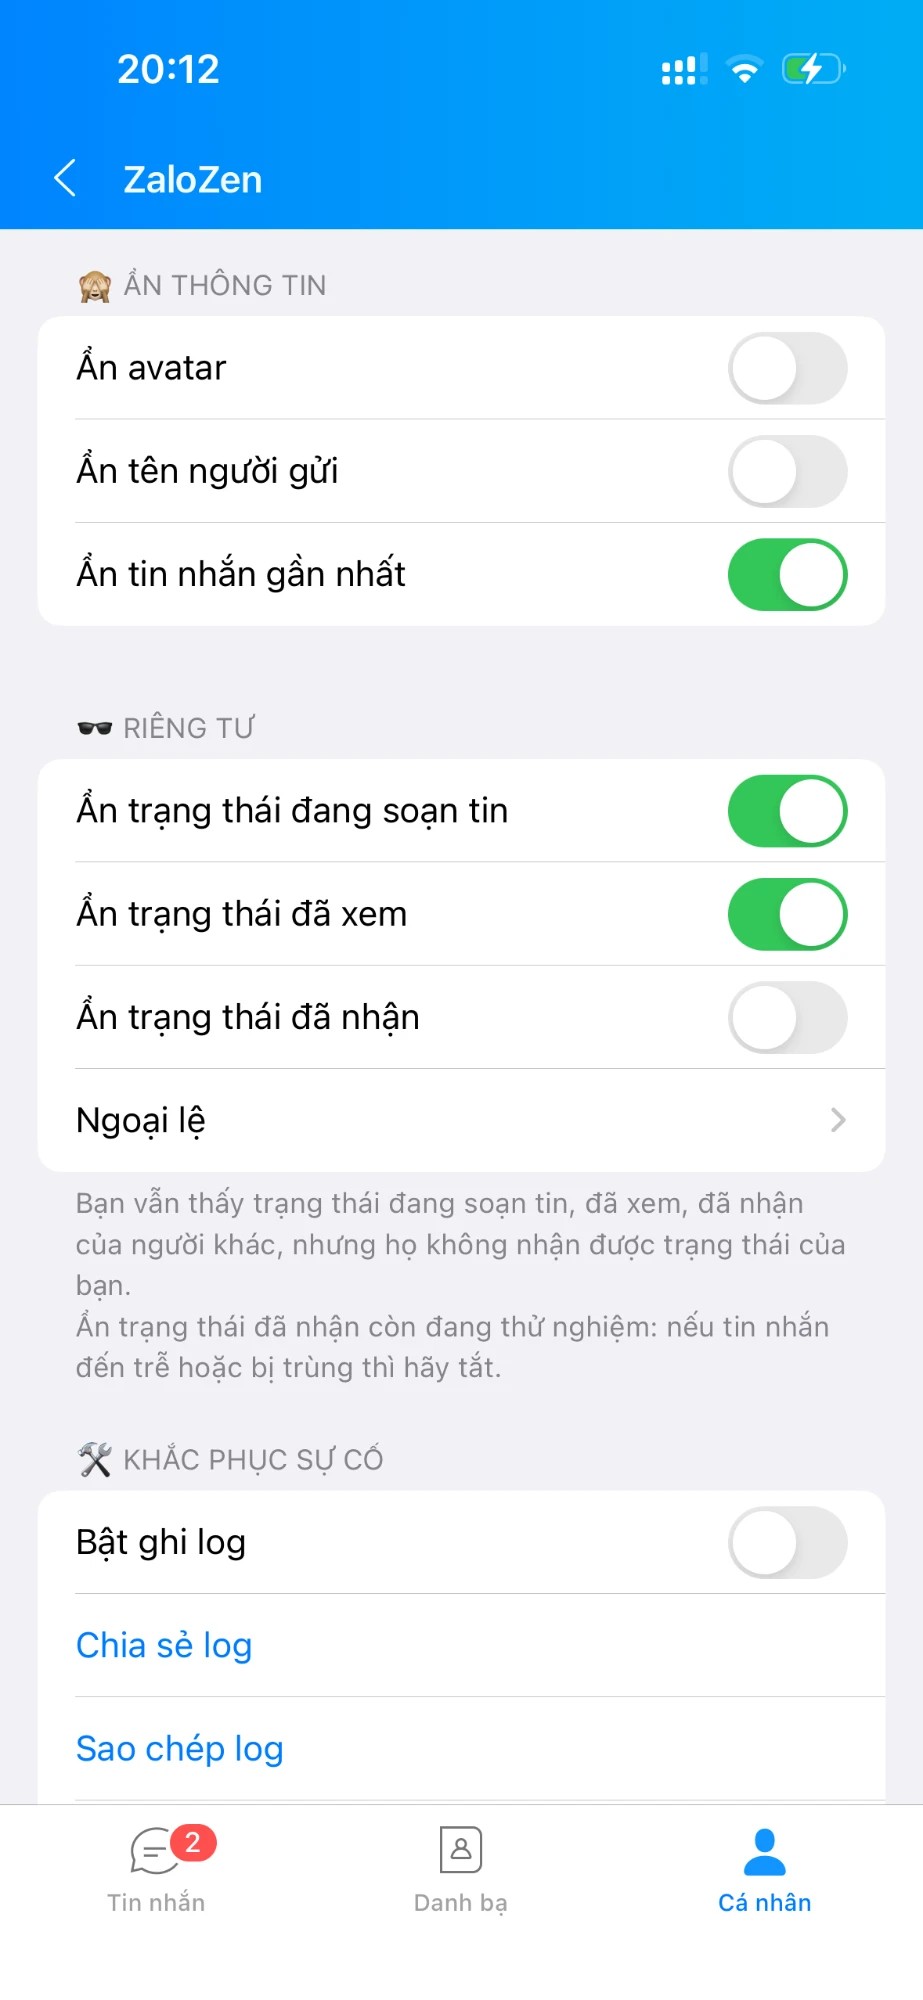 20:12
ZaloZen
ẨN THÔNG TIN
Ẩn avatar
Ẩn tên người gửi
Ẩn tin nhắn gần nhất
RIÊNG TƯ
Ẩn trạng thái đang soạn tin
Ẩn trạng thái đã xem
Ẩn trạng thái đã nhận
Ngoại lệ
Bạn vẫn thấy trạng thái đang soạn tin, đã xem, đã nhận
của người khác, nhưng họ không nhận được trạng thái của
bạn.
Ẩn trạng thái đã nhận còn đang thử nghiệm: nếu tin nhắn
đến trễ hoặc bị trùng thì hãy tắt.
KHẮC PHỤC SỰ CỐ
Bật ghi log
Chia sẻ log
Sao chép log
2
Tin nhắn
Danh bạ
Cá nhân